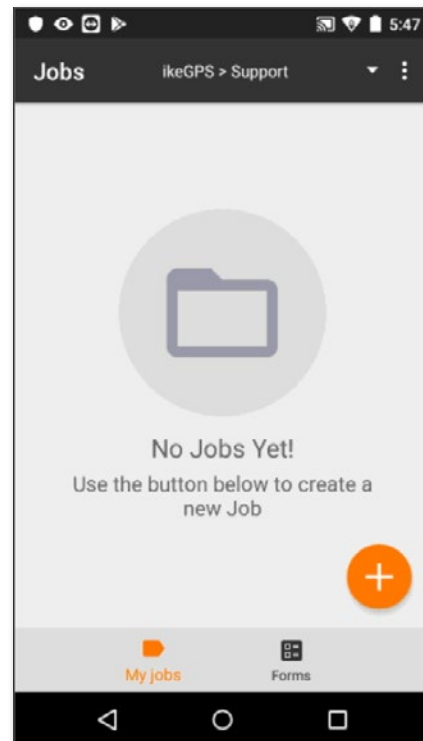 5:47
Jobs
ikeGPS > Support
No Jobs Yet!
Use the button below to create a
new Job
My jobs
Forms